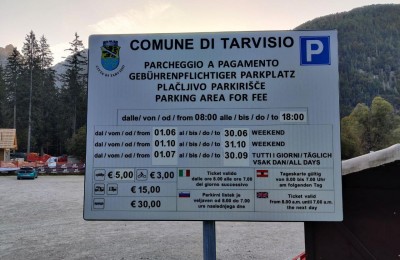 COMUNE DI TARVISIO
P
PARCHEGGIO A PAGAMENTO
GEBÜHRENPFLICHTIGER PARKPLATZ
PLAČLJIVO PARKIRIŠČE
PARKING AREA FOR FEE
dalle/ von/ od / from 08:00 alle/ bis/ do/ to 18:00
dal/ von/ od/ from 01.06 al/ bis/ do/ to 30.06 WEEKEND
dal/ von/ od/ from 01.10 al/ bis/ do/ to 31.10 WEEKEND
dal/ von/ od/ from 01.07 al/ bis/ do/ to 30.09 TUTTI I GIORNI/TÄGLICH
VSAK DAN/ALL DAYS
€ 5,00 € 3,00
€ 15,00
€ 30,00
Ticket valido
dalle ore 8.00 alle ore 7.00
del giorno successivo
Tageskarte gültig
von 8.00 bis 7.00 Uhr
am folgenden Tag
Parkirni listek je
veljaven od 8.00 do 7.00
ure naslednjega dne
Ticket valid
from 8.00 a.m. until 7.00 a.m.
the next day